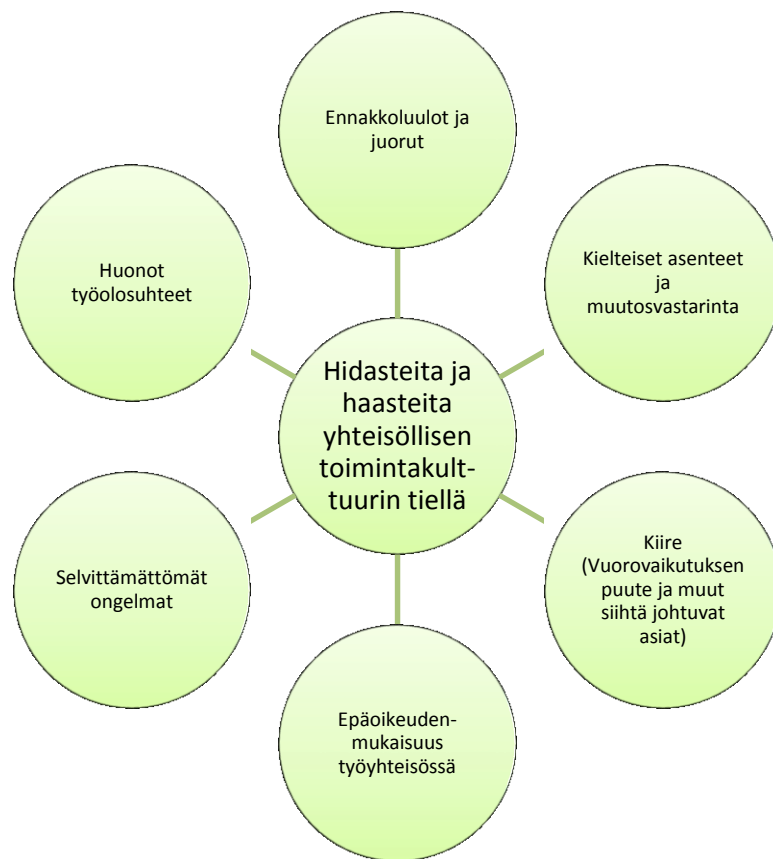 Ennakkoluulot ja
juorut
Kielteiset asenteet
ja
muutosvastarinta
Kiire
(Vuorovaikutuksen
puute ja muut
siihtä johtuvat
asiat)
Epäoikeuden-
mukaisuus
työyhteisössä
Selvittämättömät
ongelmat
Huonot
työolosuhteet
Hidasteita ja
haasteita
yhteisöllisen
toimintakult-
tuurin tiellä